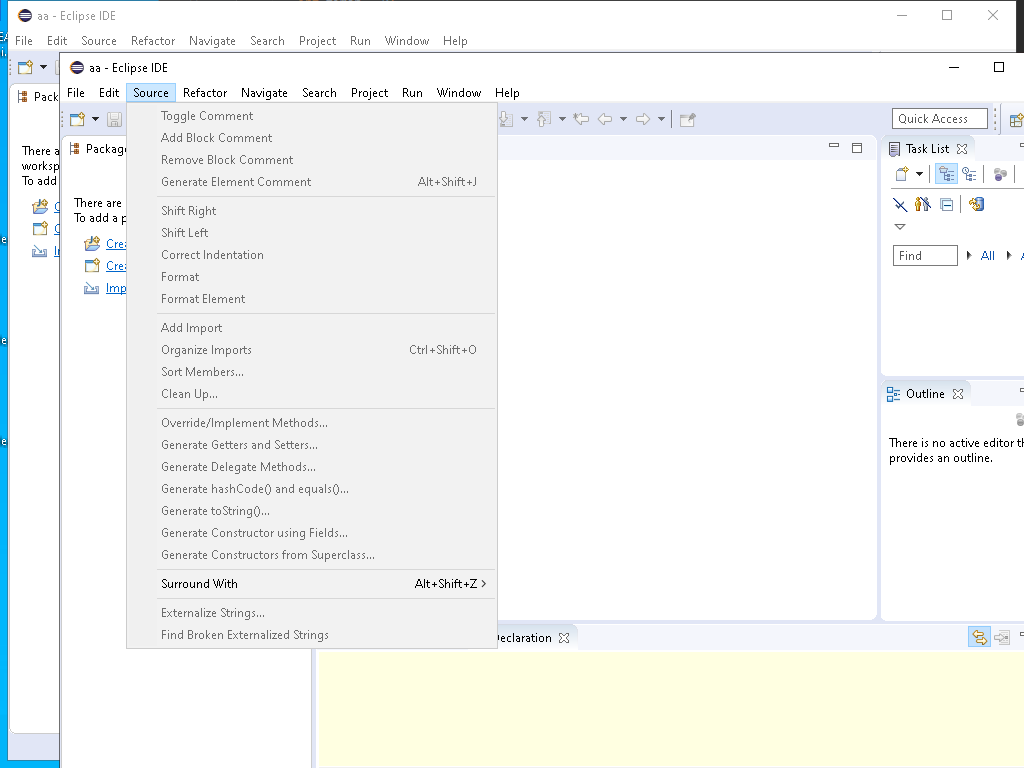 aa - Eclipse IDE
File Edit Source Refactor Navigate Search Project Run Window Help
aa - Eclipse IDE
File Edit Source Refactor Navigate Search Project Run Window Help
Pack
There a
worksp
To add
Quick Access
Package
There are
To add a p
Crea
Crea
Imp
Toggle Comment
Add Block Comment
Remove Block Comment
Generate Element Comment Alt+Shift+J
Shift Right
Shift Left
Correct Indentation
Format
Format Element
Add Import
Organize Imports Ctrl+Shift+O
Sort Members...
Clean Up...
Override/Implement Methods...
Generate Getters and Setters...
Generate Delegate Methods...
Generate hashCode() and equals()...
Generate toString()...
Generate Constructor using Fields...
Generate Constructors from Superclass...
Surround With Alt+Shift+Z
Externalize Strings...
Find Broken Externalized Strings
Task List
Find All
Outline
There is no active editor th
provides an outline.
Declaration